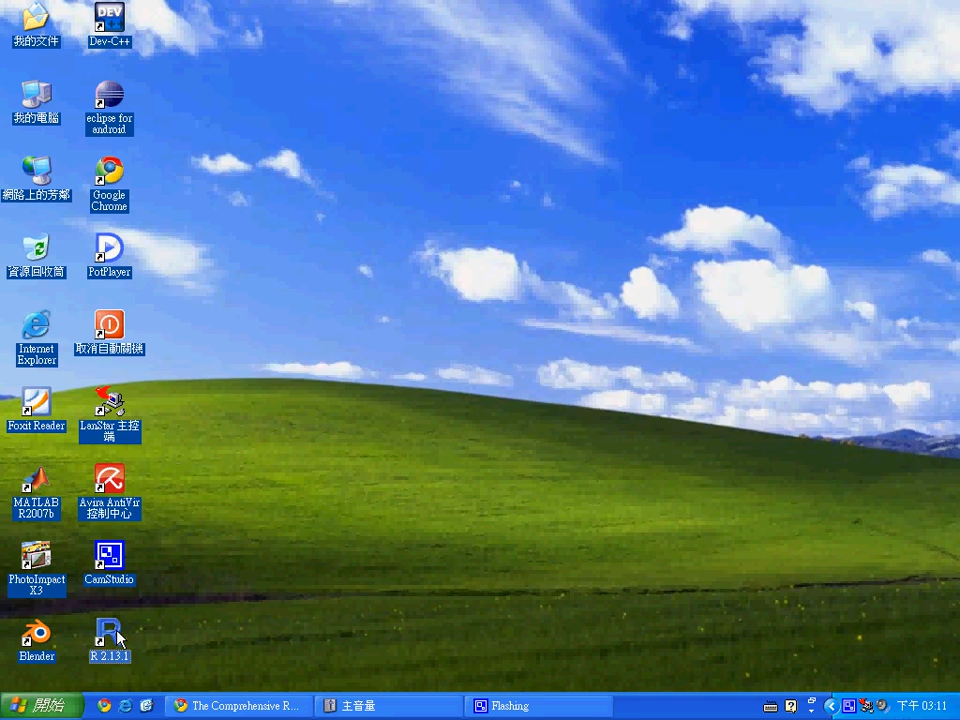 我的文件
DEV
Dev-C++
我的電腦
eclipse for
android
網路上的芳鄰
Google
Chrome
資源回收筒
PotPlayer
Internet
Explorer
取消自動關機
Foxit Reader
LanStar 主控
端
MATLAB
R2007b
Avira AntiVir
控制中心
PhotoImpact
X3
CamStudio
Blender
R
R 2.13.1
開始
The Comprehensive R...
主音量
Flashing
下午 03:11